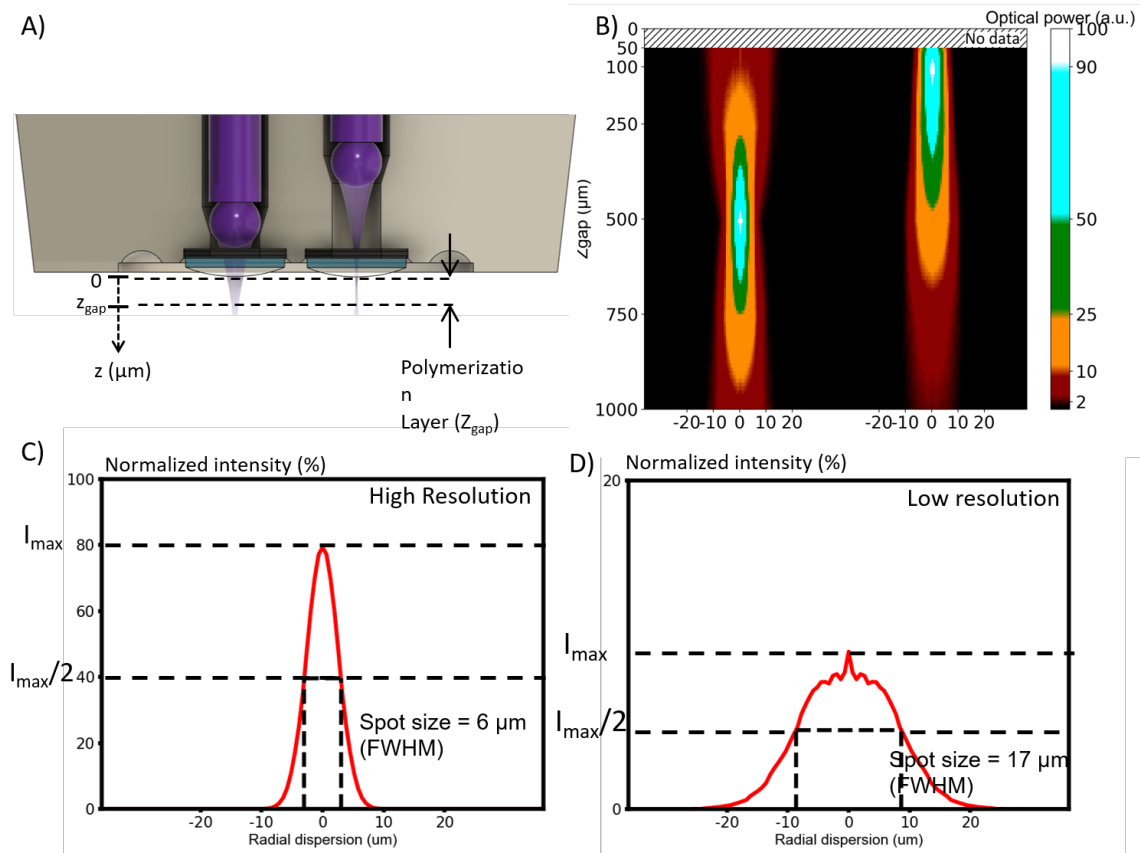 A)
0
zgap
z (µm)
Polymerizatio
n
Layer (Zgap)
B)
Optical power (a.u.)
No data
0
50
100
250
500
750
1000
Zgap (µm)
-20 -10 0 10 20
-20 -10 0 10 20
100
90
50
25
10
2
C)
Normalized intensity (%)
High Resolution
100
Imax 80
60
Imax/2 40
20
0
Spot size = 6 µm
(FWHM)
-20 -10 0 10 20
Radial dispersion (um)
D)
Normalized intensity (%)
Low resolution
20
Imax
Imax/2
Spot size = 17 µm
(FWHM)
0
-20 -10 0 10 20
Radial dispersion (um)